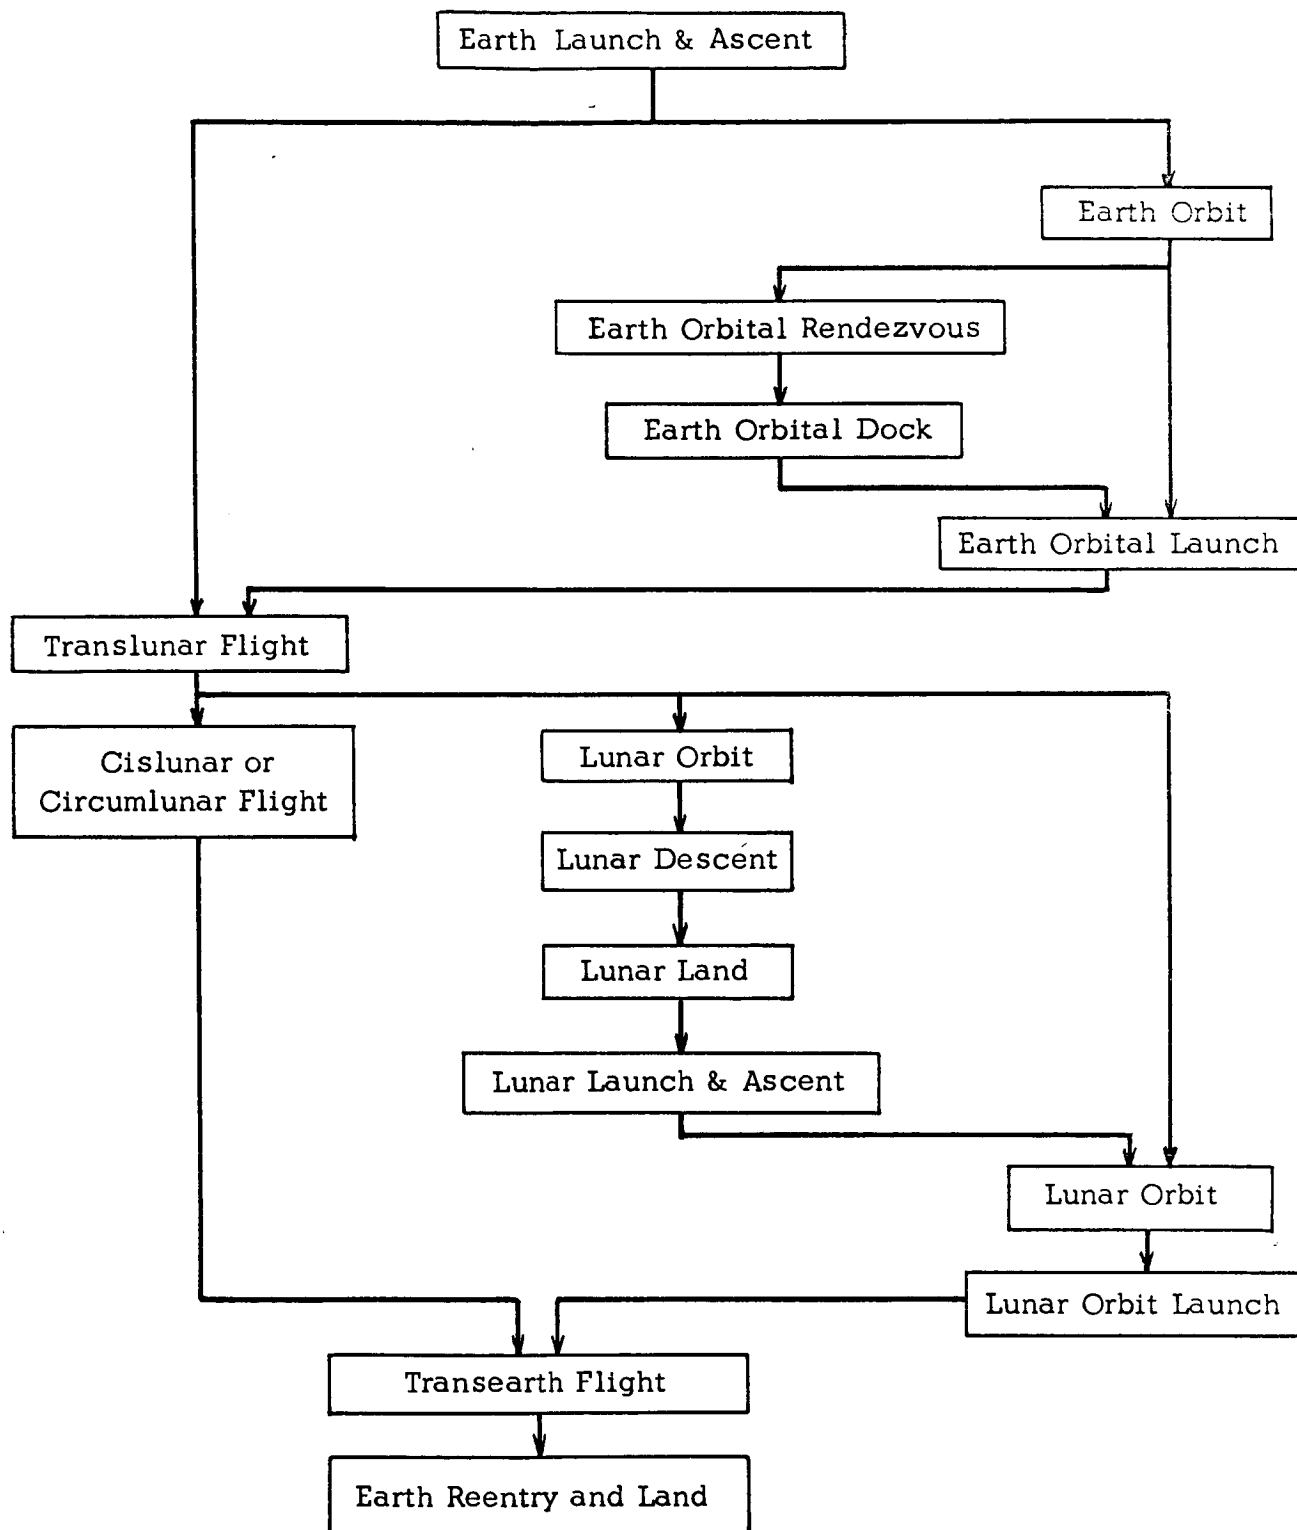 Earth Launch & Ascent
Earth Orbit
Earth Orbital Rendezvous
Earth Orbital Dock
Earth Orbital Launch
Translunar Flight
Cislunar or
Circumlunar Flight
Lunar Orbit
Lunar Descent
Lunar Land
Lunar Launch & Ascent
Lunar Orbit
Lunar Orbit Launch
Transearth Flight
Earth Reentry and Land